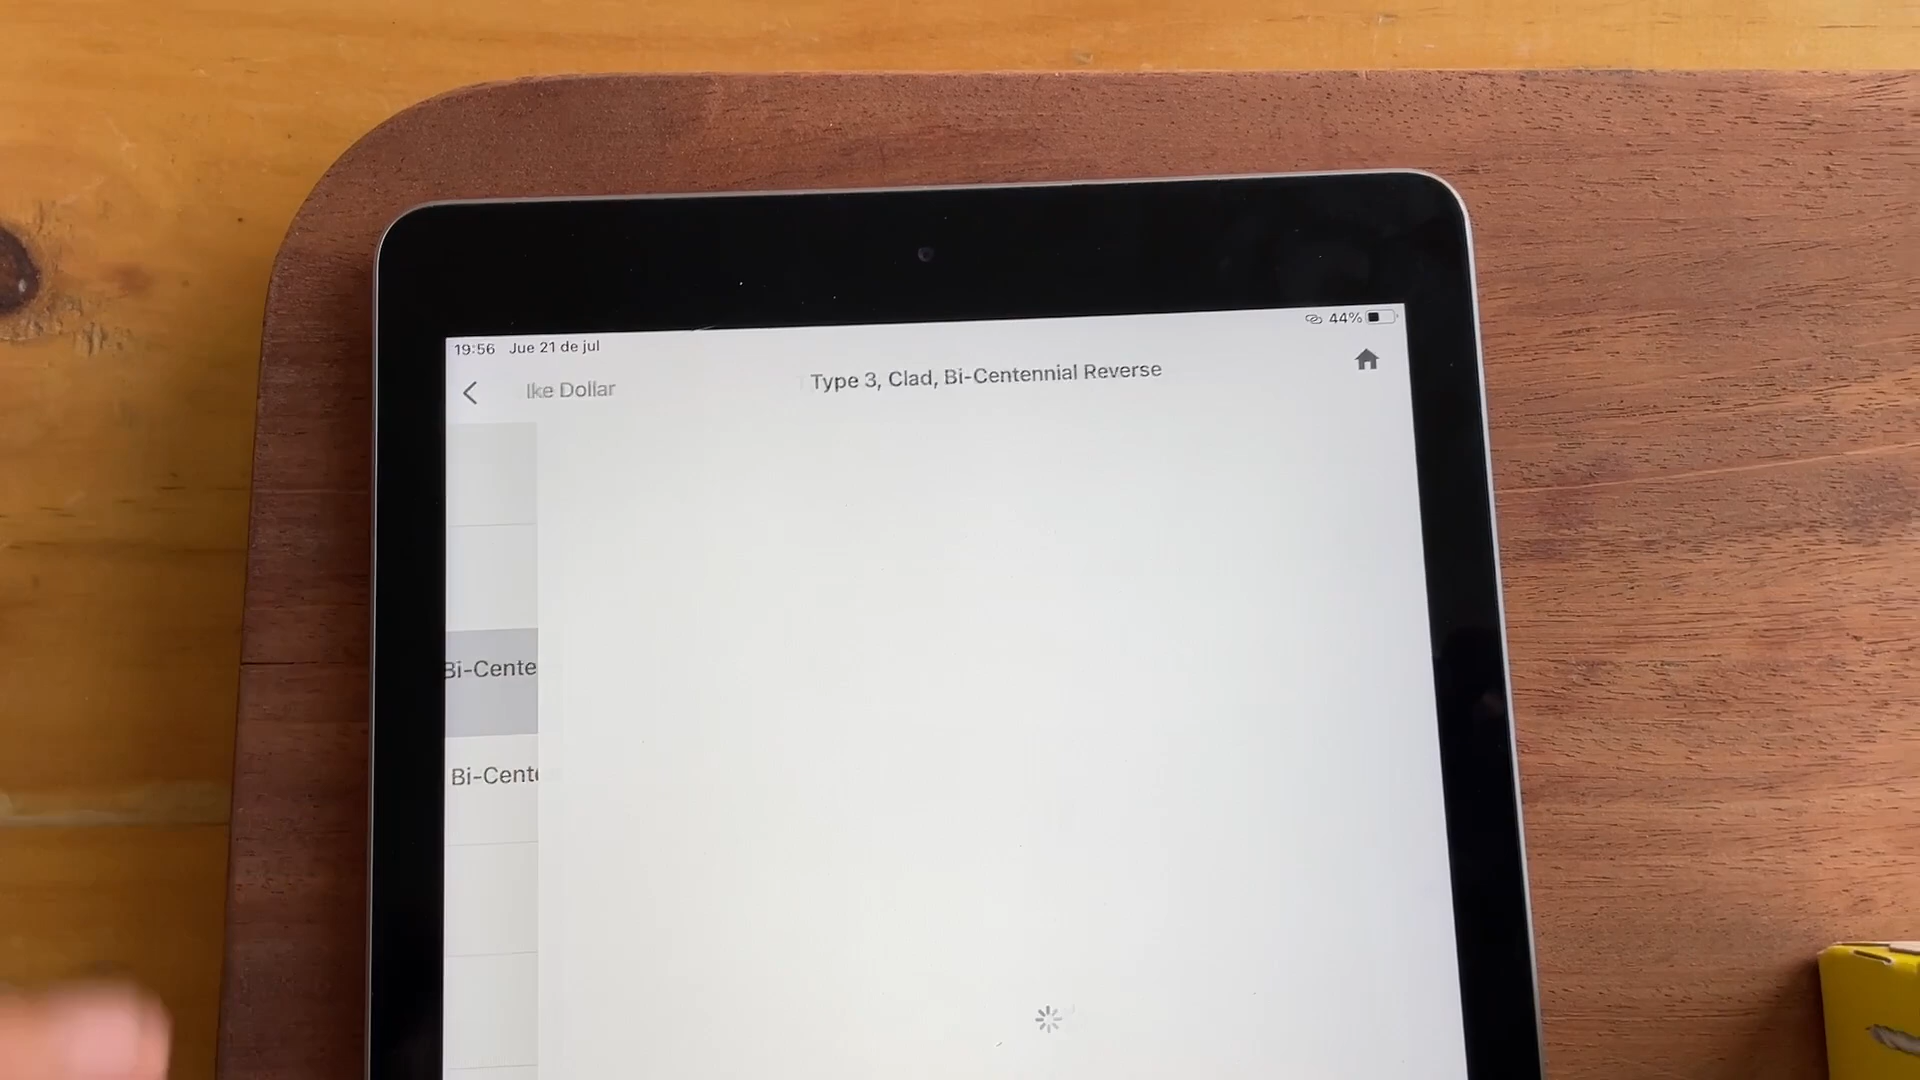 19:56 Jue 21 de jul
44%
Ike Dollar
Type 3, Clad, Bi-Centennial Reverse
Bi-Cente
Bi-Cent